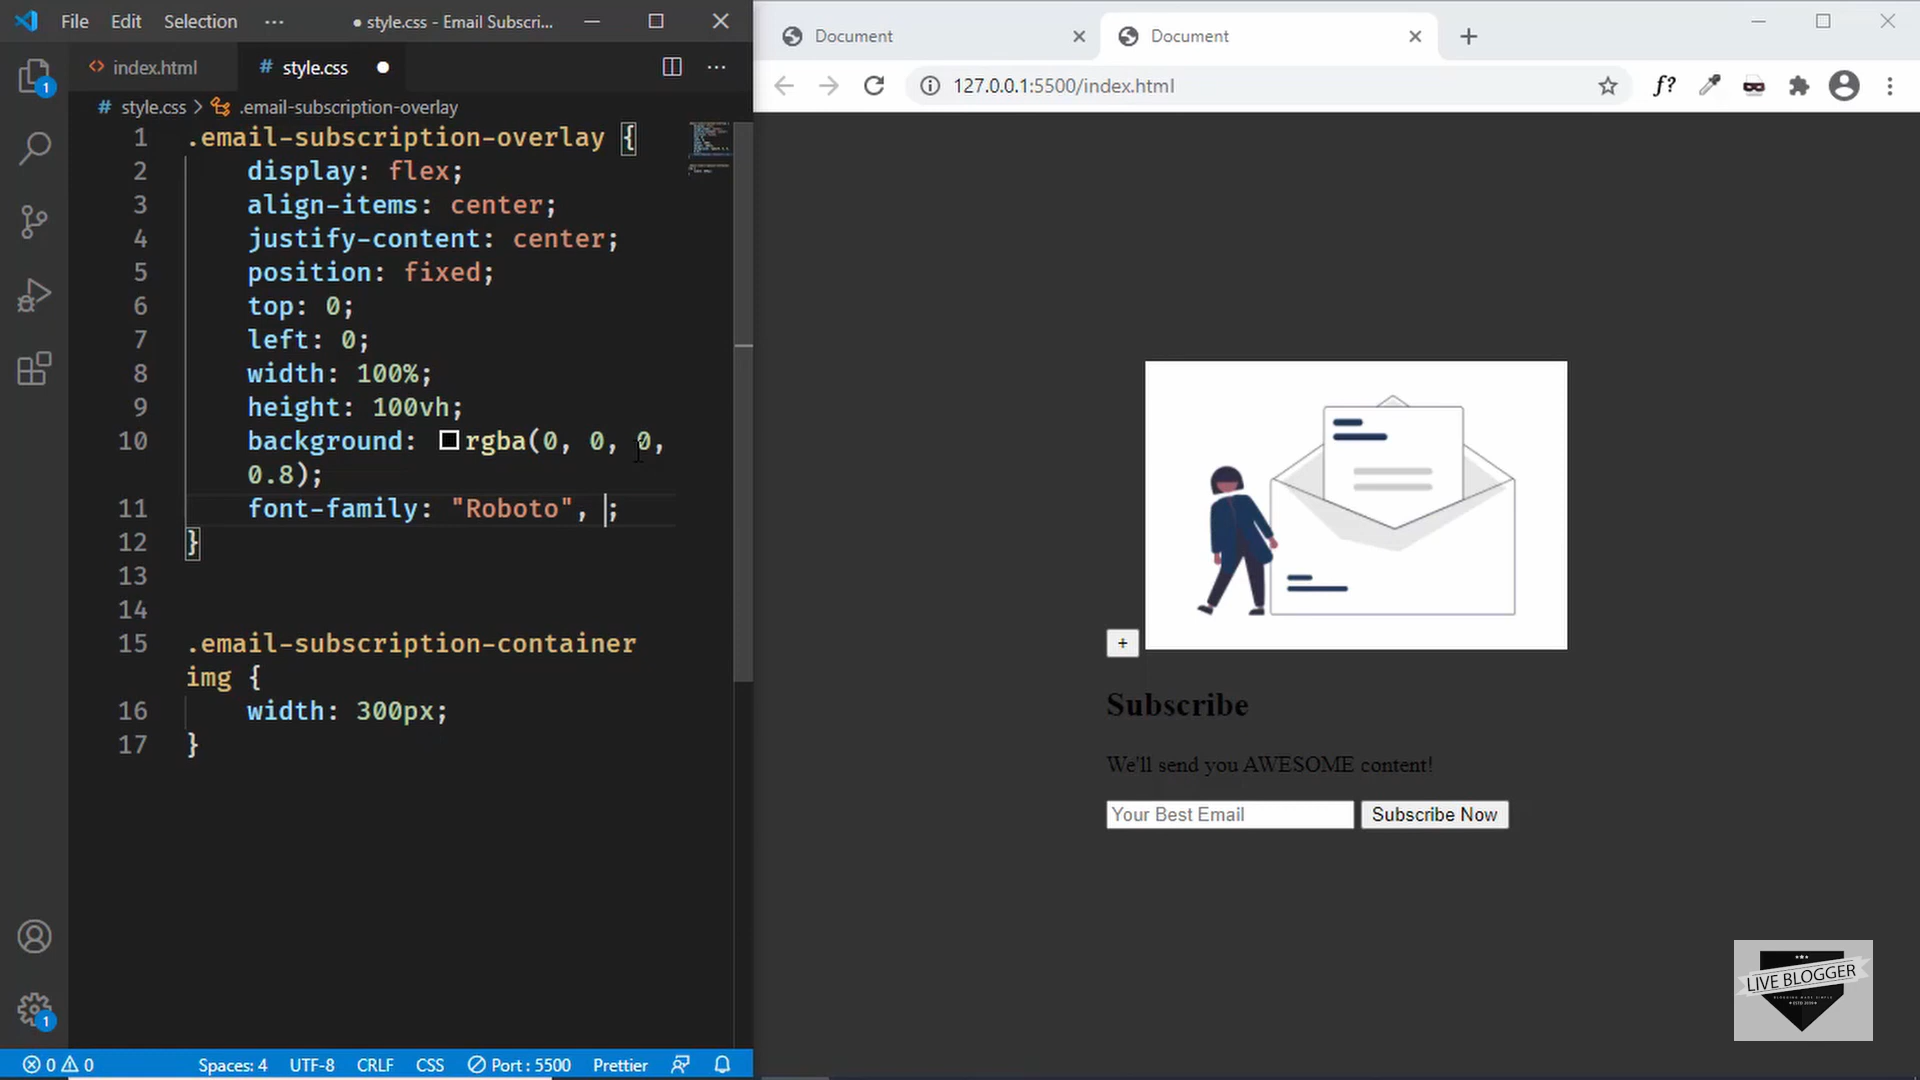 File Edit Selection ··· ● style.css - Email Subscri...
index.html # style.css ●
# style.css > .email-subscription-overlay
1 .email-subscription-overlay {
2 display: flex;
3 align-items: center;
4 justify-content: center;
5 position: fixed;
6 top: 0;
7 left: 0;
8 width: 100%;
9 height: 100vh;
10 background: rgba(0, 0, 0,
0.8);
11 font-family: "Roboto", ;
12 }
13
14
15 .email-subscription-container
img {
16 width: 300px;
17 }
1
1
0 0 Spaces: 4 UTF-8 CRLF CSS Port : 5500 Prettier
Document Document
127.0.0.1:5500/index.html f?
+
Subscribe
We'll send you AWESOME content!
Your Best Email Subscribe Now
LIVE BLOGGER